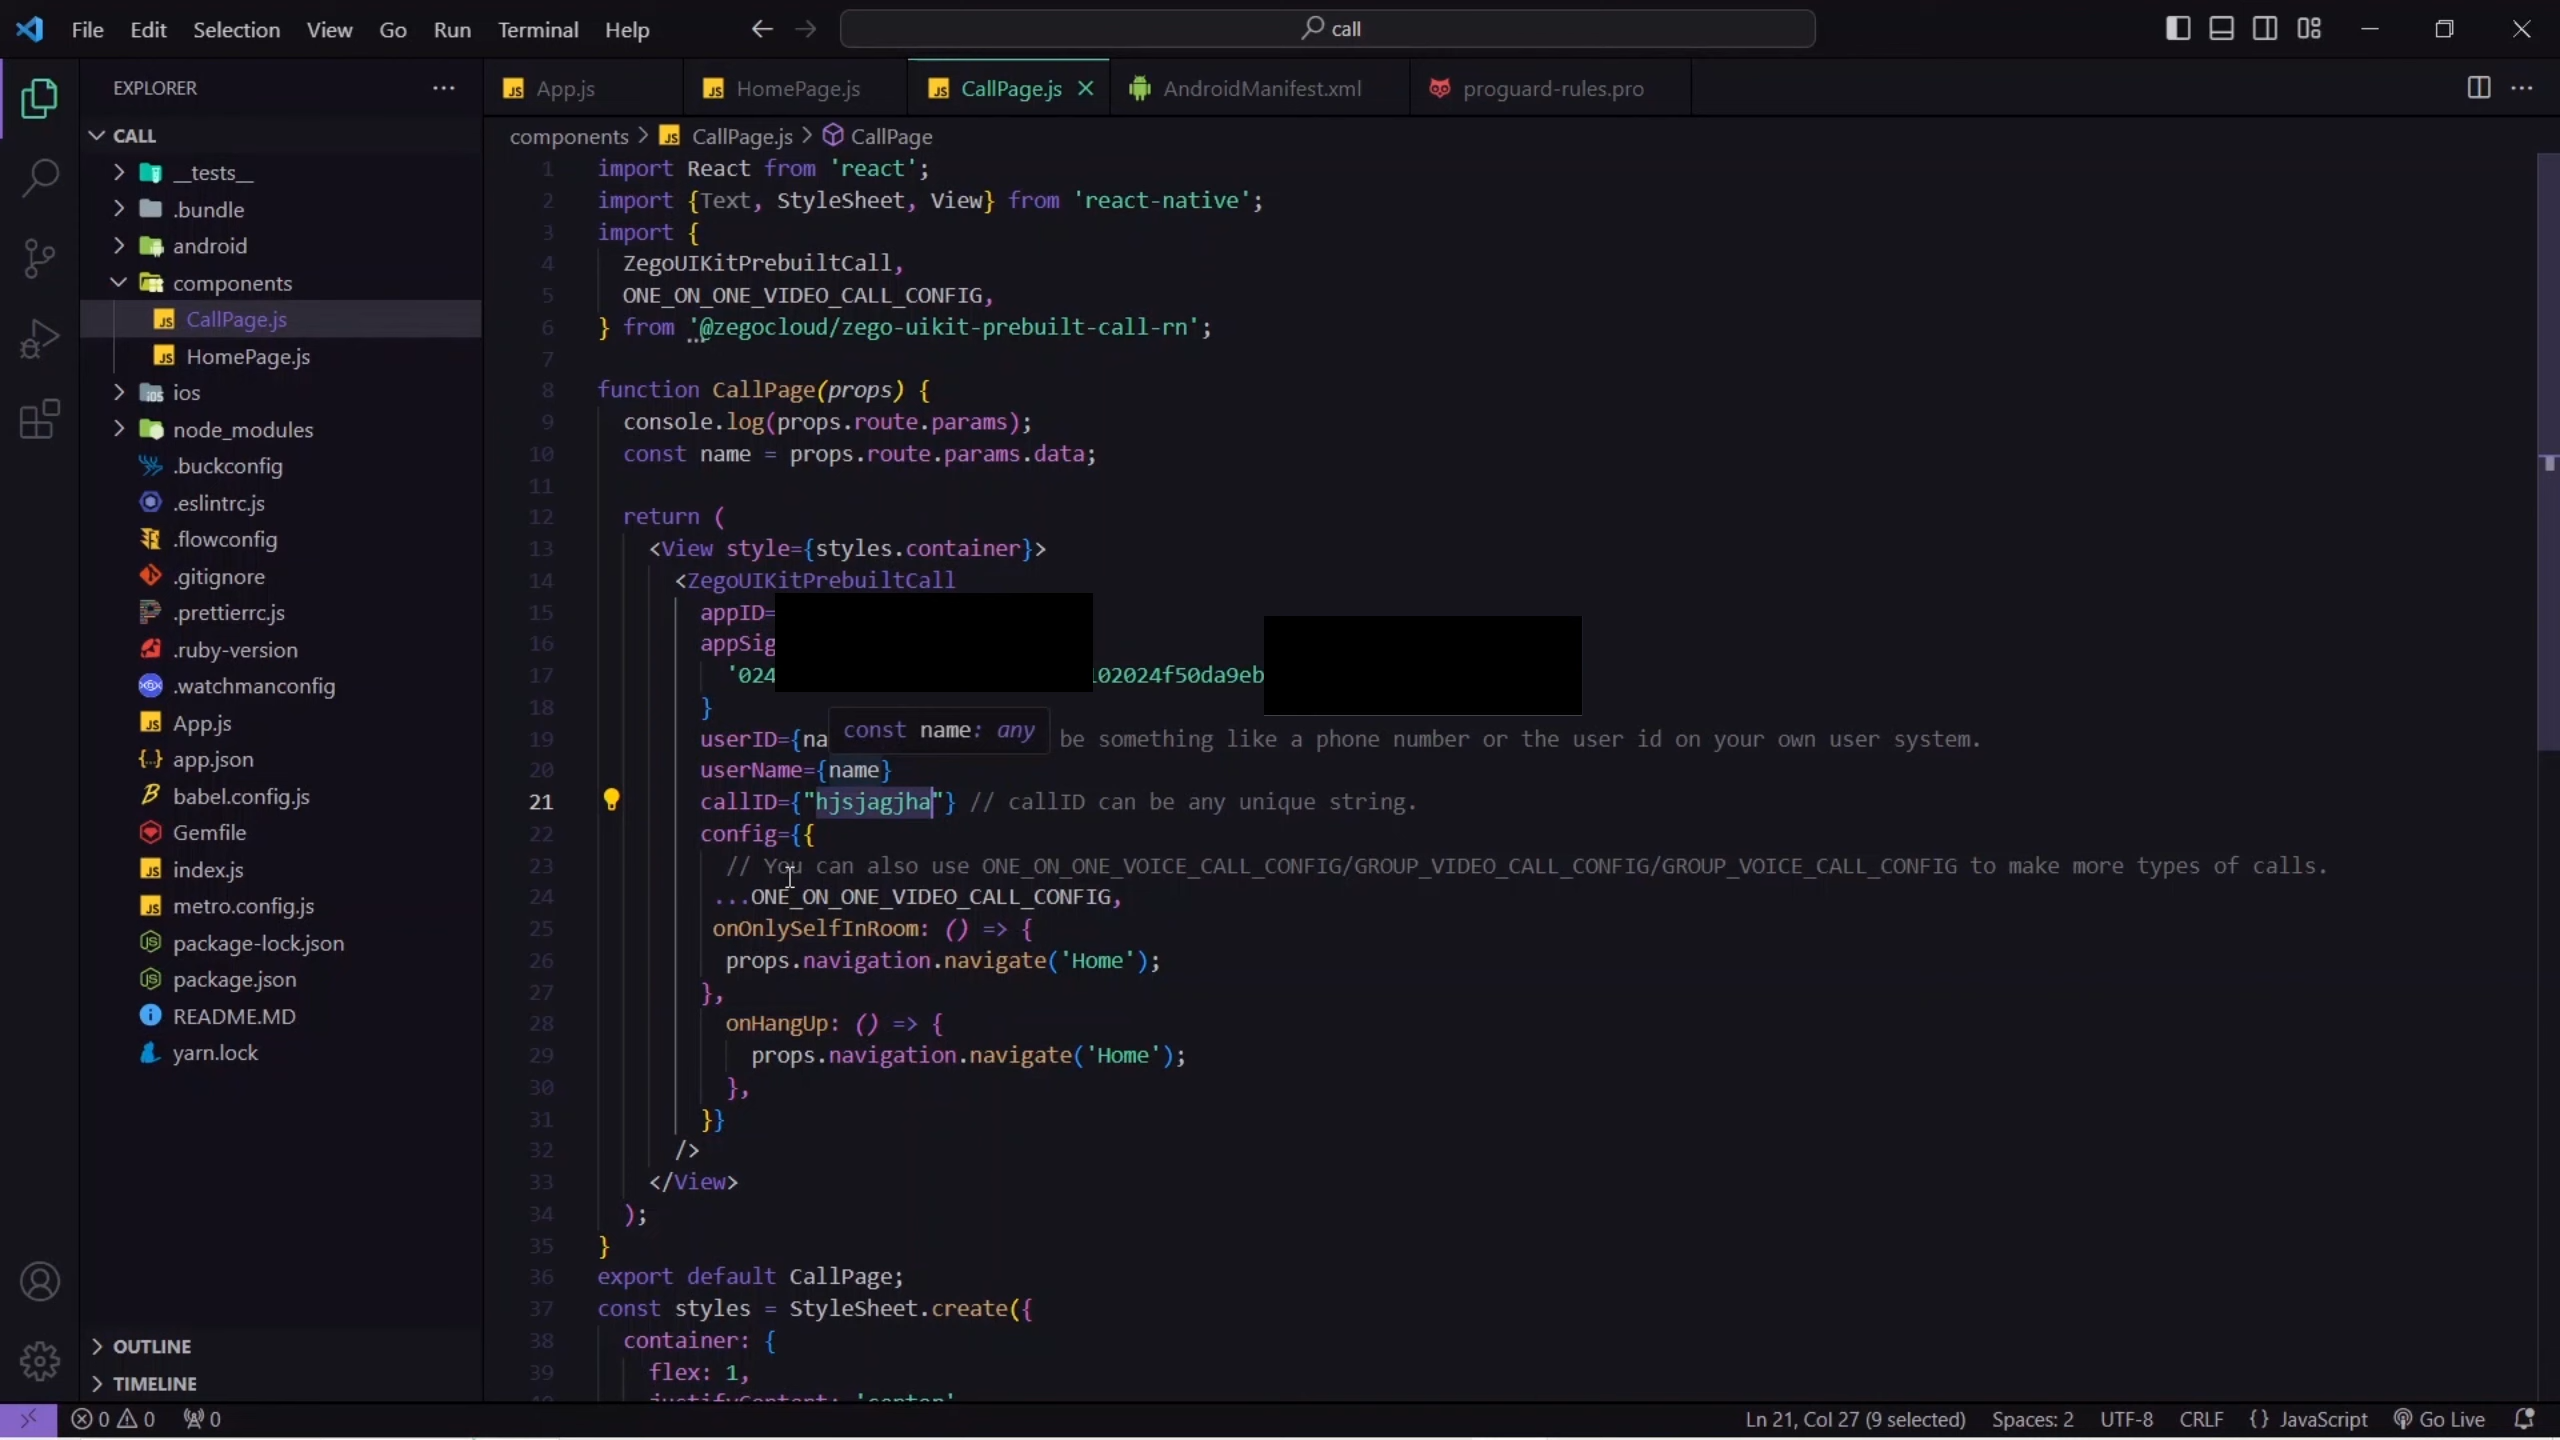 File Edit Selection View Go Run Terminal Help
call
EXPLORER
CALL
__tests__
.bundle
android
components
CallPage.js
HomePage.js
ios
node_modules
.buckconfig
.eslintrc.js
.flowconfig
.gitignore
.prettierrc.js
.ruby-version
.watchmanconfig
App.js
app.json
babel.config.js
Gemfile
index.js
metro.config.js
package-lock.json
package.json
README.MD
yarn.lock
OUTLINE
TIMELINE
App.js HomePage.js CallPage.js AndroidManifest.xml proguard-rules.pro
components > CallPage.js > CallPage
1 import React from 'react';
2 import {Text, StyleSheet, View} from 'react-native';
3 import {
4 ZegoUIKitPrebuiltCall,
5 ONE_ON_ONE_VIDEO_CALL_CONFIG,
6 } from '@zegocloud/zego-uikit-prebuilt-call-rn';
7
8 function CallPage(props) {
9 console.log(props.route.params);
10 const name = props.route.params.data;
11
12 return (
13 <View style={styles.container}>
14 <ZegoUIKitPrebuiltCall
15 appID=
16 appSig
17 '024 102024f50da9eb
18 }
const name: any
19 userID={na be something like a phone number or the user id on your own user system.
20 userName={name}
21 callID={"hjsjagjha"} // callID can be any unique string.
22 config={{
23 // You can also use ONE_ON_ONE_VOICE_CALL_CONFIG/GROUP_VIDEO_CALL_CONFIG/GROUP_VOICE_CALL_CONFIG to make more types of calls.
24 ...ONE_ON_ONE_VIDEO_CALL_CONFIG,
25 onOnlySelfInRoom: () => {
26 props.navigation.navigate('Home');
27 },
28 onHangUp: () => {
29 props.navigation.navigate('Home');
30 },
31 }}
32 />
33 </View>
34 );
35 }
36 export default CallPage;
37 const styles = StyleSheet.create({
38 container: {
39 flex: 1,
0 0 0 Ln 21, Col 27 (9 selected) Spaces: 2 UTF-8 CRLF {} JavaScript Go Live